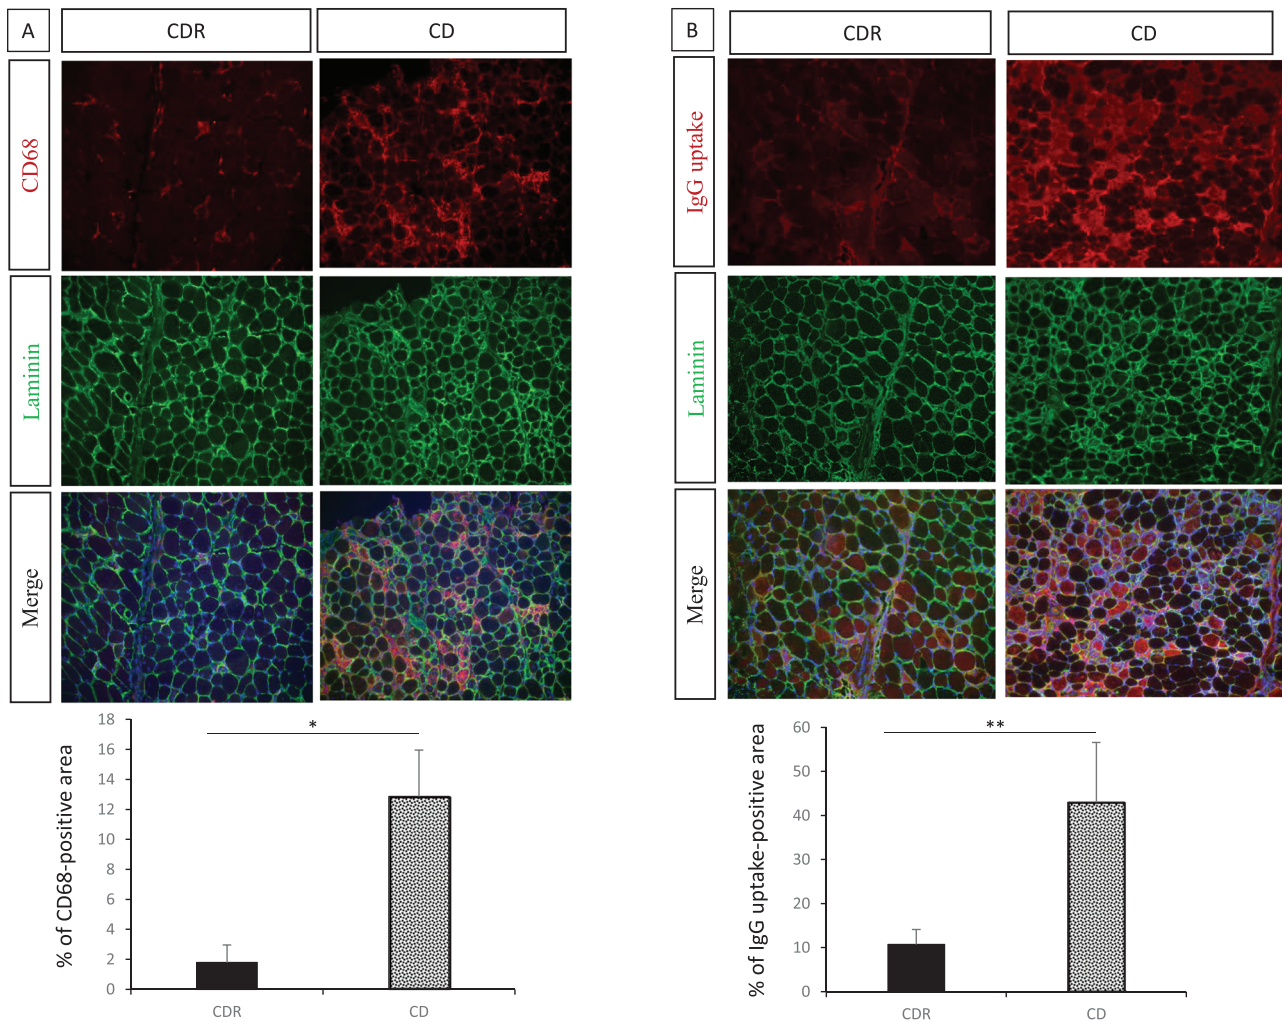 A
CDR
CD
CD68
Laminin
Merge
*
% of CD68-positive area
18
16
14
12
10
8
6
4
2
0
CDR
CD
B
CDR
CD
IgG uptake
Laminin
Merge
**
% of IgG uptake-positive area
60
50
40
30
20
10
0
CDR
CD